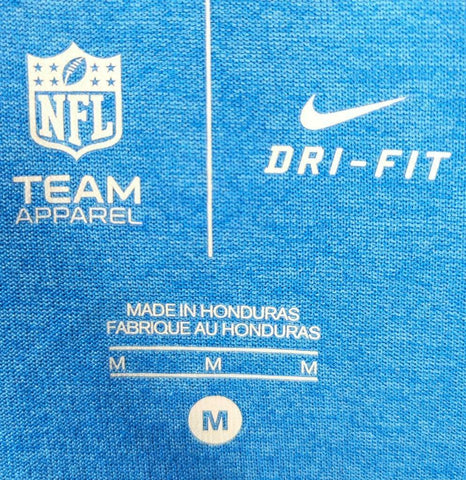 NFL
TEAM
APPAREL
DRI-FIT
MADE IN HONDURAS
FABRIQUE AU HONDURAS
M M M
M